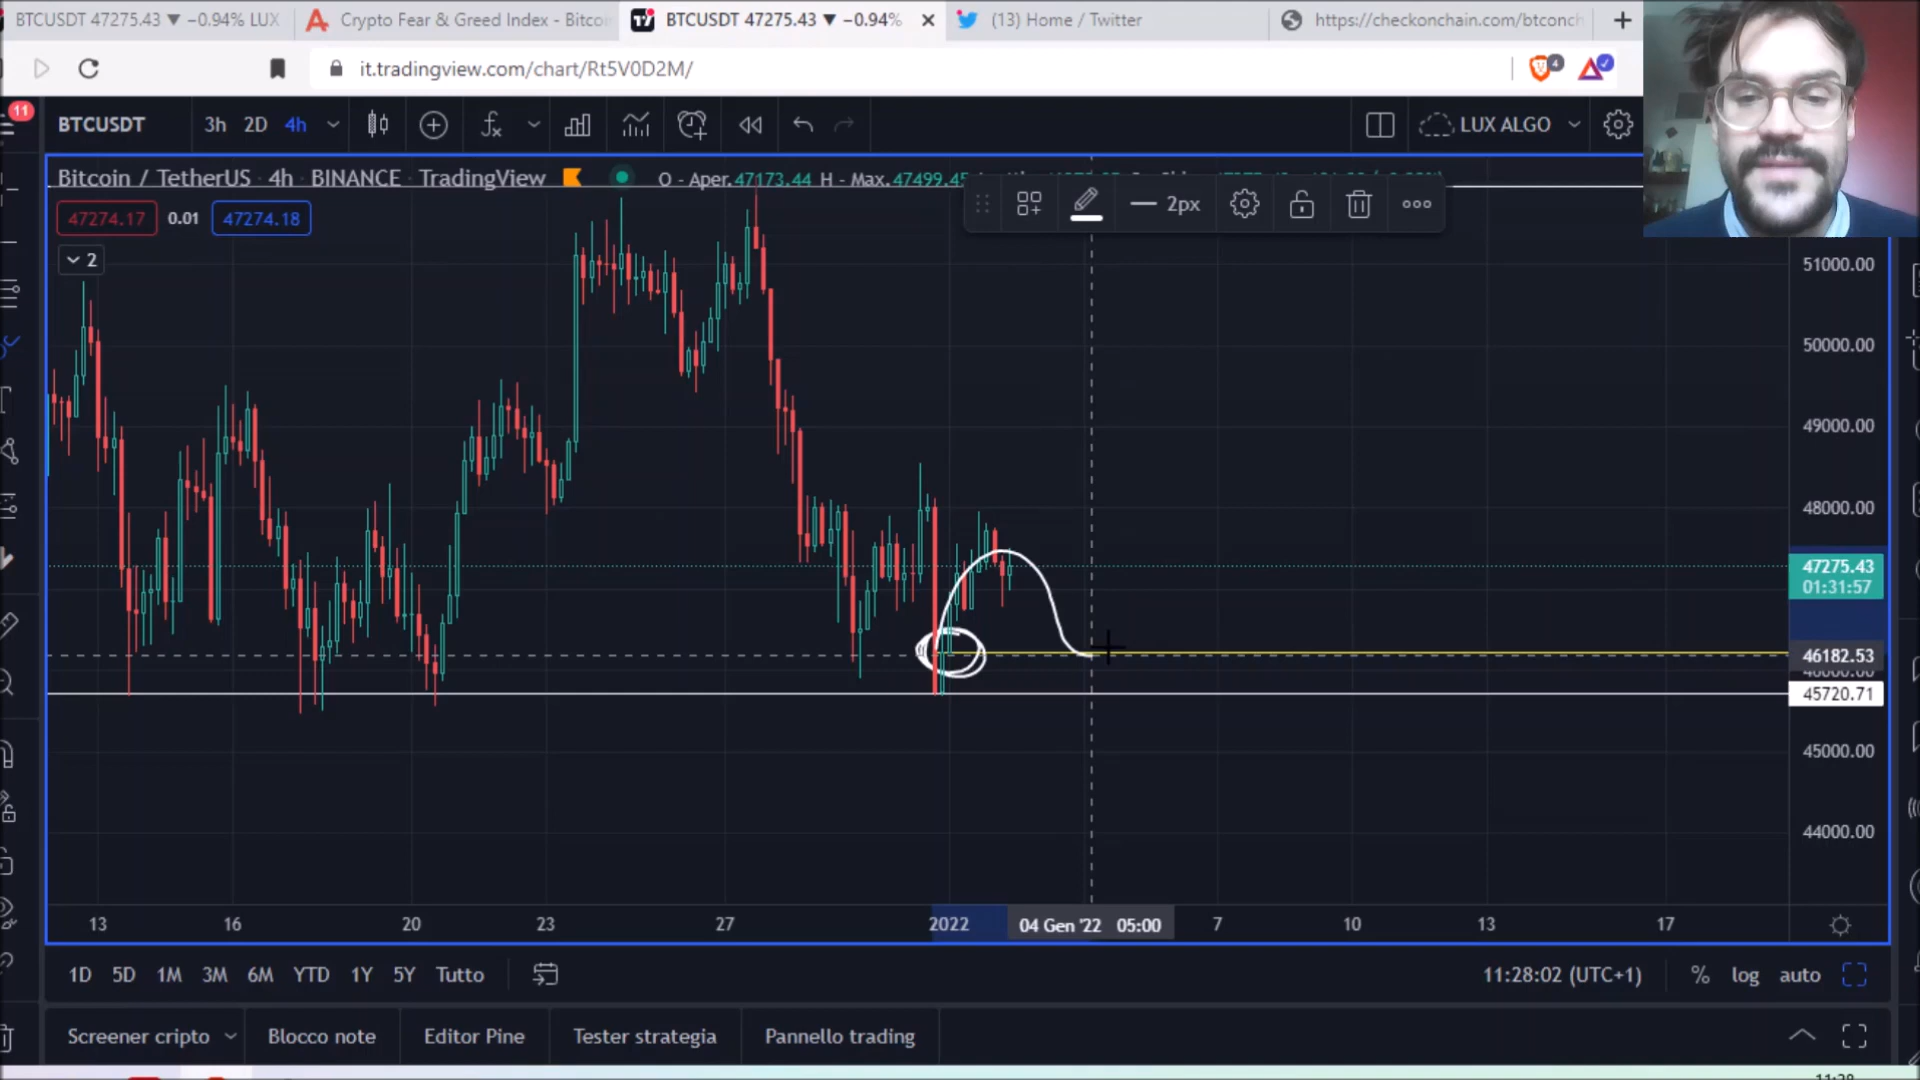 BTCUSDT 47275.43 ▼ −0.94% LUX
Crypto Fear & Greed Index - Bitcoi
BTCUSDT 47275.43 ▼ −0.94%
(13) Home / Twitter
https://checkonchain.com/btconch
it.tradingview.com/chart/Rt5V0D2M/
4
11
BTCUSDT
3h
2D
4h
LUX ALGO
Bitcoin / TetherUS · 4h · BINANCE · TradingView
O - Aper.47173.44 H - Max.47499.45
47274.17
0.01
47274.18
2px
2
51000.00
50000.00
49000.00
48000.00
47275.43
01:31:57
46182.53
46000.00
45720.71
45000.00
44000.00
13
16
20
23
27
2022
04 Gen '22 05:00
7
10
13
17
1D
5D
1M
3M
6M
YTD
1Y
5Y
Tutto
11:28:02 (UTC+1)
%
log
auto
Screener cripto
Blocco note
Editor Pine
Tester strategia
Pannello trading